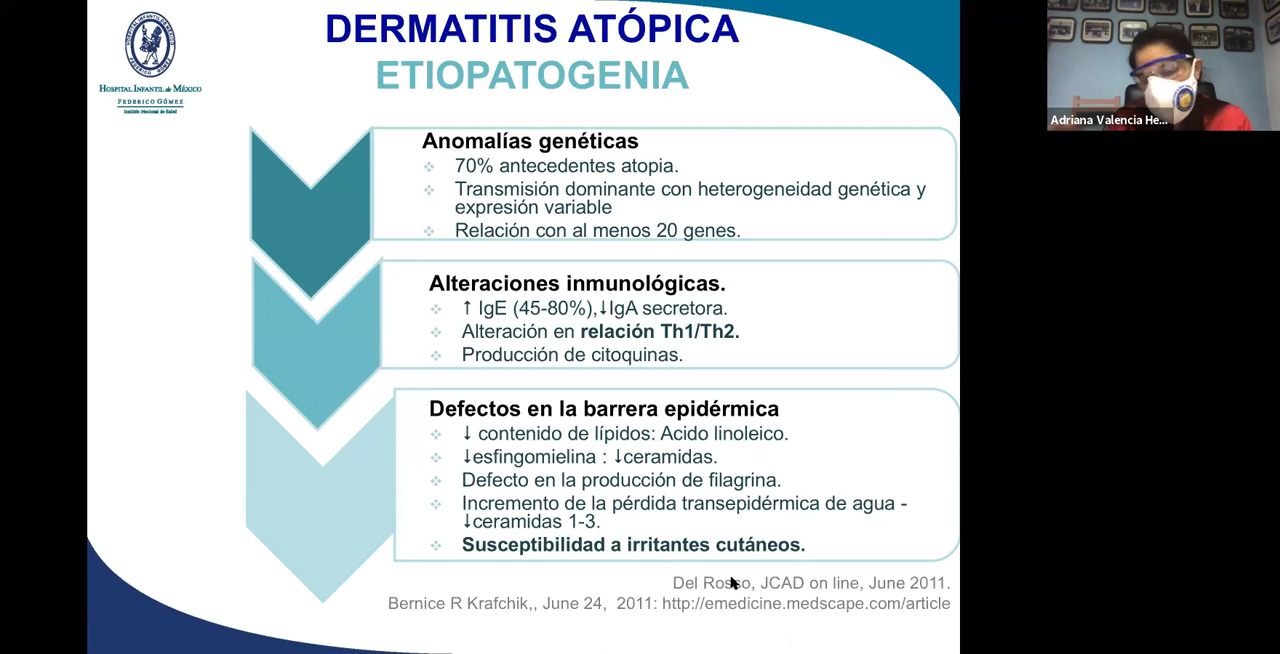 DERMATITIS ATÓPICA
ETIOPATOGENIA
HOSPITAL INFANTIL de MÉXICO
FEDERICO GÓMEZ
Instituto Nacional de Salud
Anomalías genéticas
70% antecedentes atopia.
Transmisión dominante con heterogeneidad genética y
expresión variable
Relación con al menos 20 genes.
Alteraciones inmunológicas.
↑ IgE (45-80%),↓IgA secretora.
Alteración en relación Th1/Th2.
Producción de citoquinas.
Defectos en la barrera epidérmica
↓ contenido de lípidos: Acido linoleico.
↓esfingomielina : ↓ceramidas.
Defecto en la producción de filagrina.
Incremento de la pérdida transepidérmica de agua -
↓ceramidas 1-3.
Susceptibilidad a irritantes cutáneos.
Del Rosso, JCAD on line, June 2011.
Bernice R Krafchik,, June 24, 2011: http://emedicine.medscape.com/article
Adriana Valencia He...